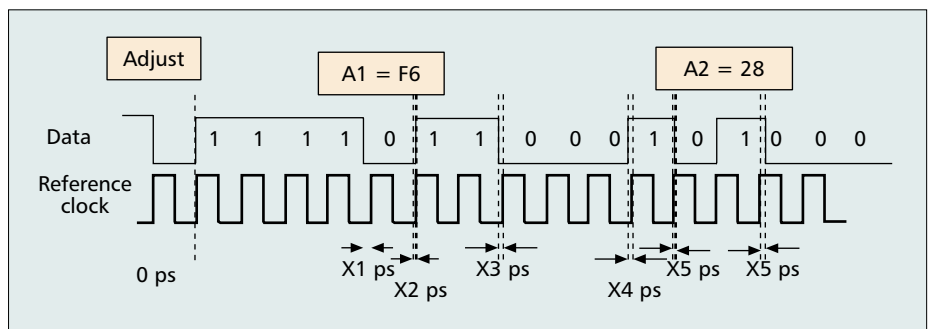 Adjust
A1 = F6
A2 = 28
Data
1 1 1 1 0 1 1 0 0 0 1 0 1 0 0 0
Reference
clock
0 ps
X1 ps
X2 ps
X3 ps
X4 ps
X5 ps
X5 ps